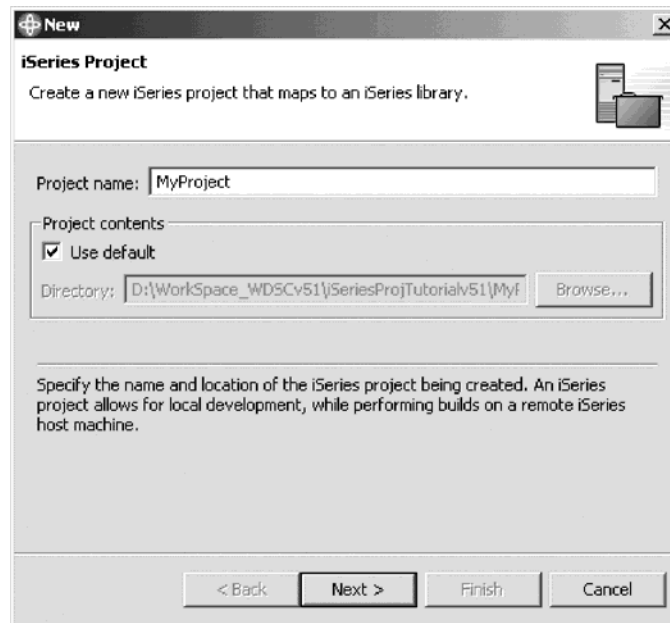 New
iSeries Project
Create a new iSeries project that maps to an iSeries library.
Project name: MyProject
Project contents
Use default
Directory: D:\WorkSpace_WDSCv51\iSeriesProjTutorialv51\MyF
Browse...
Specify the name and location of the iSeries project being created. An iSeries
project allows for local development, while performing builds on a remote iSeries
host machine.
< Back Next > Finish Cancel